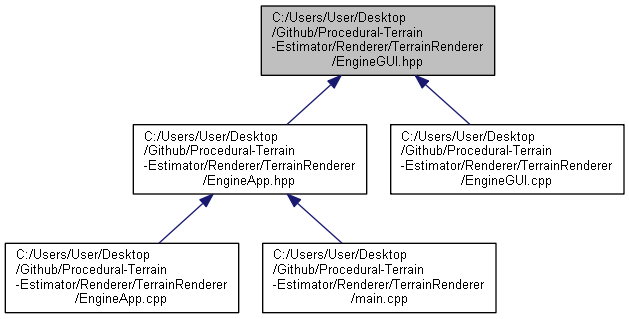 C:/Users/User/Desktop
/Github/Procedural-Terrain
-Estimator/Renderer/TerrainRenderer
/EngineGUI.hpp
C:/Users/User/Desktop
/Github/Procedural-Terrain
-Estimator/Renderer/TerrainRenderer
/EngineApp.hpp
C:/Users/User/Desktop
/Github/Procedural-Terrain
-Estimator/Renderer/TerrainRenderer
/EngineGUI.cpp
C:/Users/User/Desktop
/Github/Procedural-Terrain
-Estimator/Renderer/TerrainRenderer
/EngineApp.cpp
C:/Users/User/Desktop
/Github/Procedural-Terrain
-Estimator/Renderer/TerrainRenderer
/main.cpp